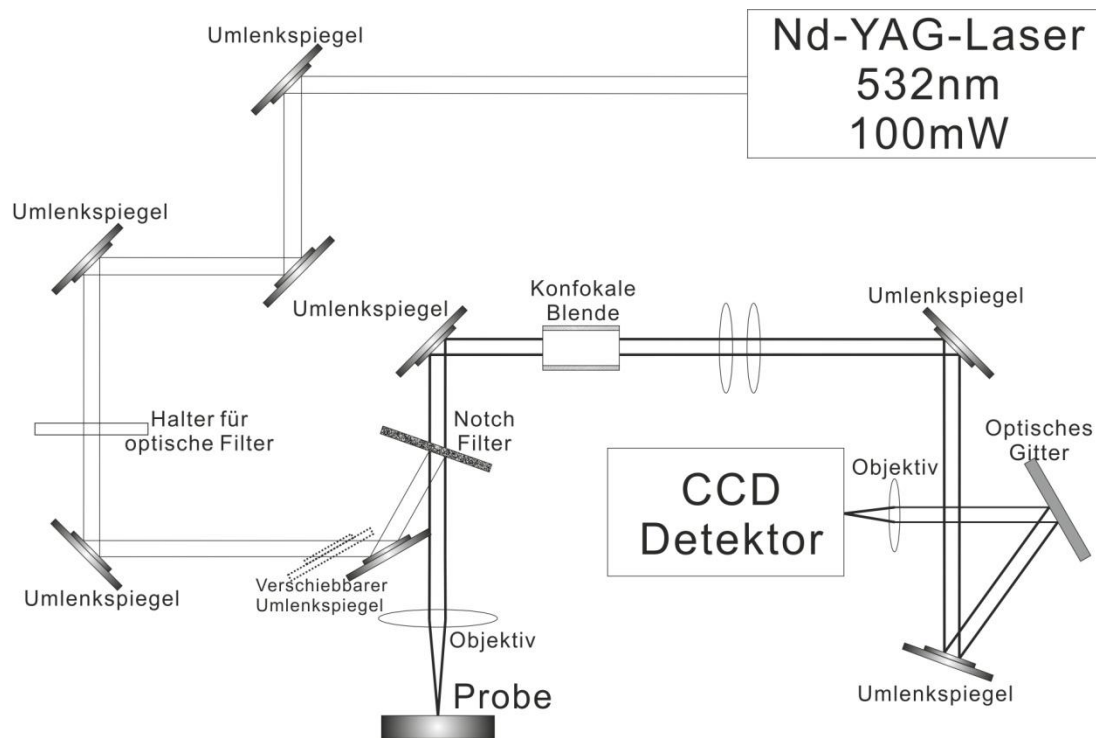 Umlenkspiegel
Nd-YAG-Laser
532nm
100mW
Umlenkspiegel
Umlenkspiegel
Konfokale
Blende
Umlenkspiegel
Halter für
optische Filter
Notch
Filter
Optisches
Gitter
Objektiv
CCD
Detektor
Umlenkspiegel
Verschiebbarer
Umlenkspiegel
Objektiv
Probe
Umlenkspiegel